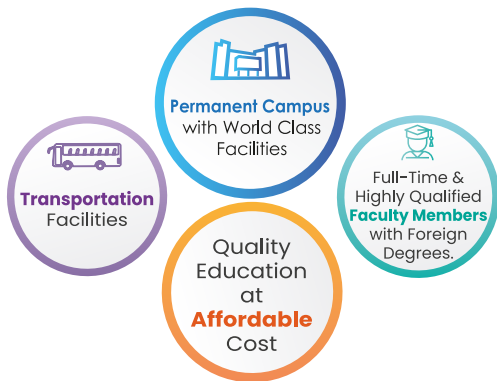 Permanent Campus
with World Class
Facilities
Transportation
Facilities
Full-Time &
Highly Qualified
Faculty Members
with Foreign
Degrees.
Quality
Education
at
Affordable
Cost